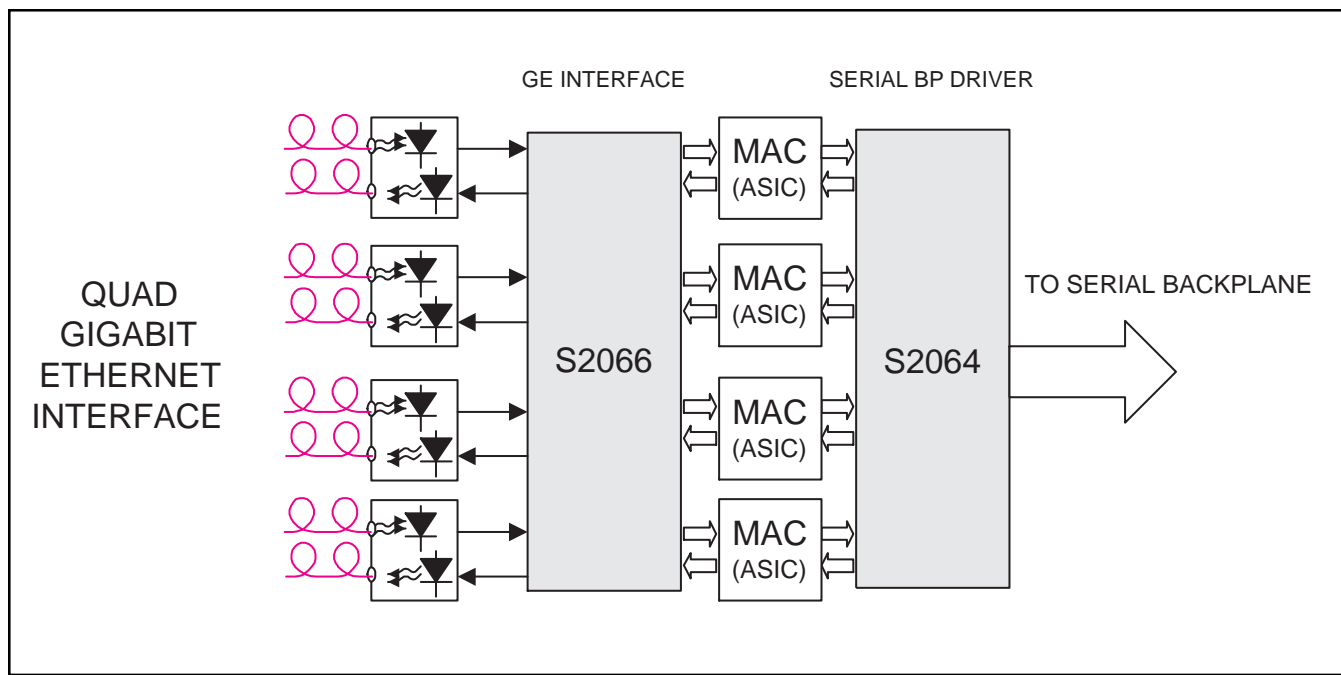 GE INTERFACE
SERIAL BP DRIVER
QUAD
GIGABIT
ETHERNET
INTERFACE
S2066
MAC
(ASIC)
MAC
(ASIC)
MAC
(ASIC)
MAC
(ASIC)
S2064
TO SERIAL BACKPLANE